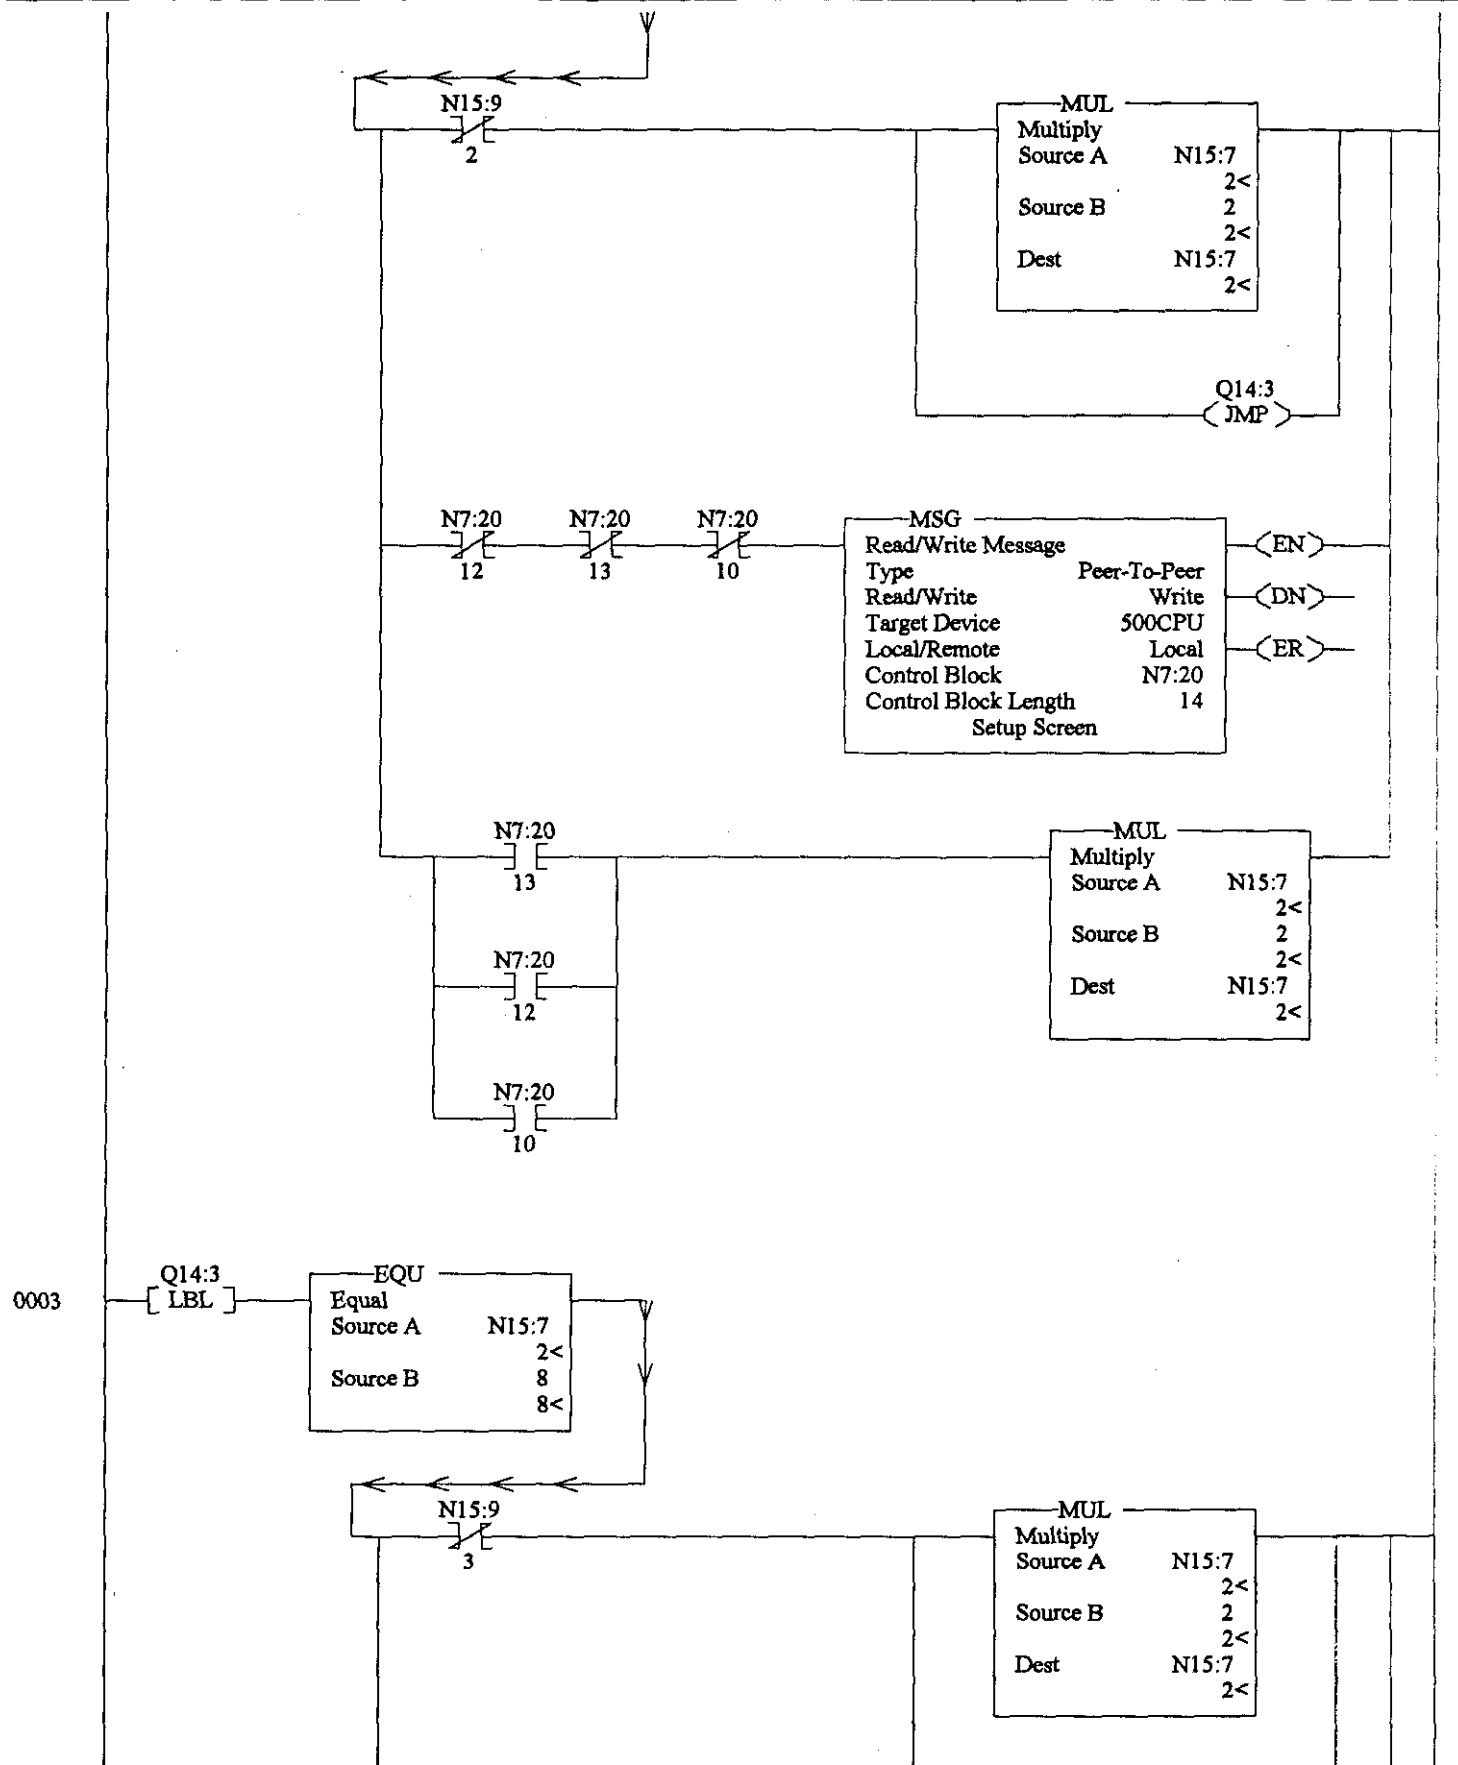 N15:9
2
MUL
Multiply
Source A N15:7
2<
Source B 2
2<
Dest N15:7
2<
Q14:3
JMP
N7:20 N7:20 N7:20
12 13 10
MSG
Read/Write Message EN
Type Peer-To-Peer
Read/Write Write DN
Target Device 500CPU
Local/Remote Local ER
Control Block N7:20
Control Block Length 14
Setup Screen
N7:20
13
N7:20
12
N7:20
10
MUL
Multiply
Source A N15:7
2<
Source B 2
2<
Dest N15:7
2<
0003
Q14:3
LBL
EQU
Equal
Source A N15:7
2<
Source B 8
8<
N15:9
3
MUL
Multiply
Source A N15:7
2<
Source B 2
2<
Dest N15:7
2<